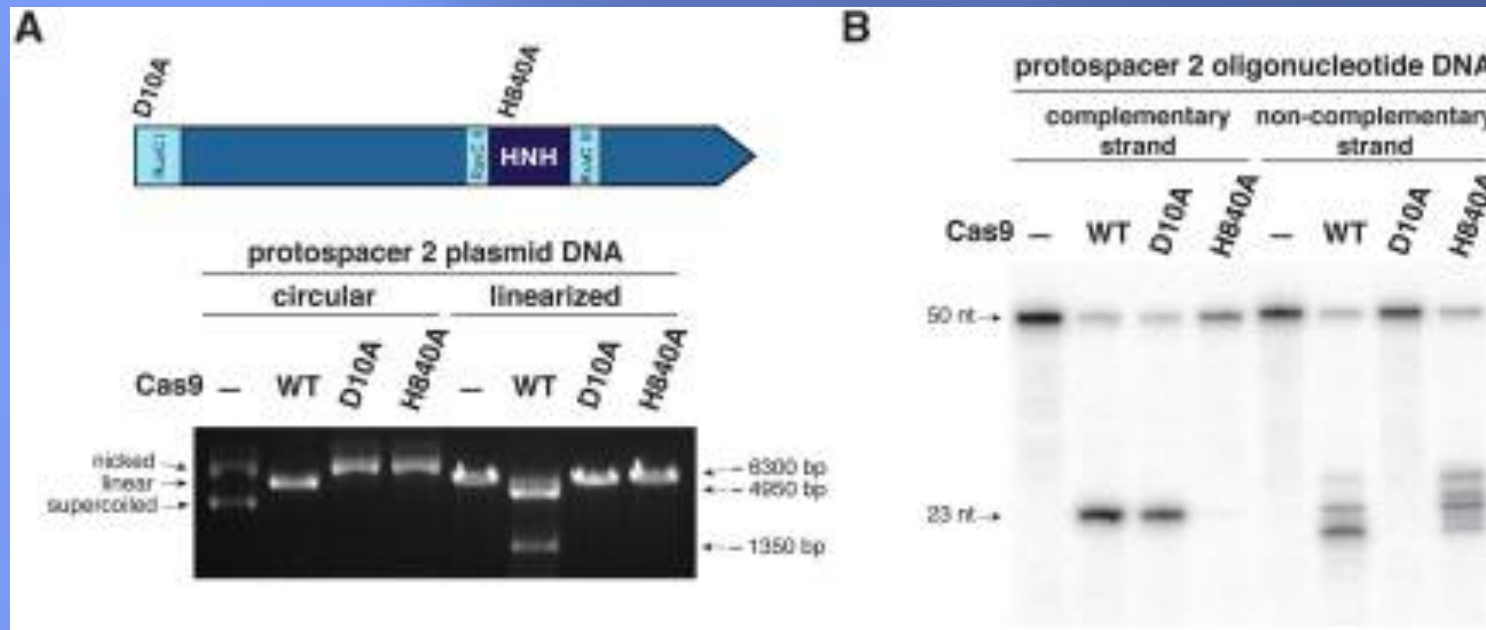 A
D10A
H840A
HNH
protospacer 2 plasmid DNA
circular linearized
Cas9 – WT D10A H840A – WT D10A H840A
nicked
linear
supercoiled
6300 bp
4950 bp
1350 bp
B
protospacer 2 oligonucleotide DNA
complementary strand
non-complementary strand
Cas9 – WT D10A H840A – WT D10A H840A
50 nt
23 nt